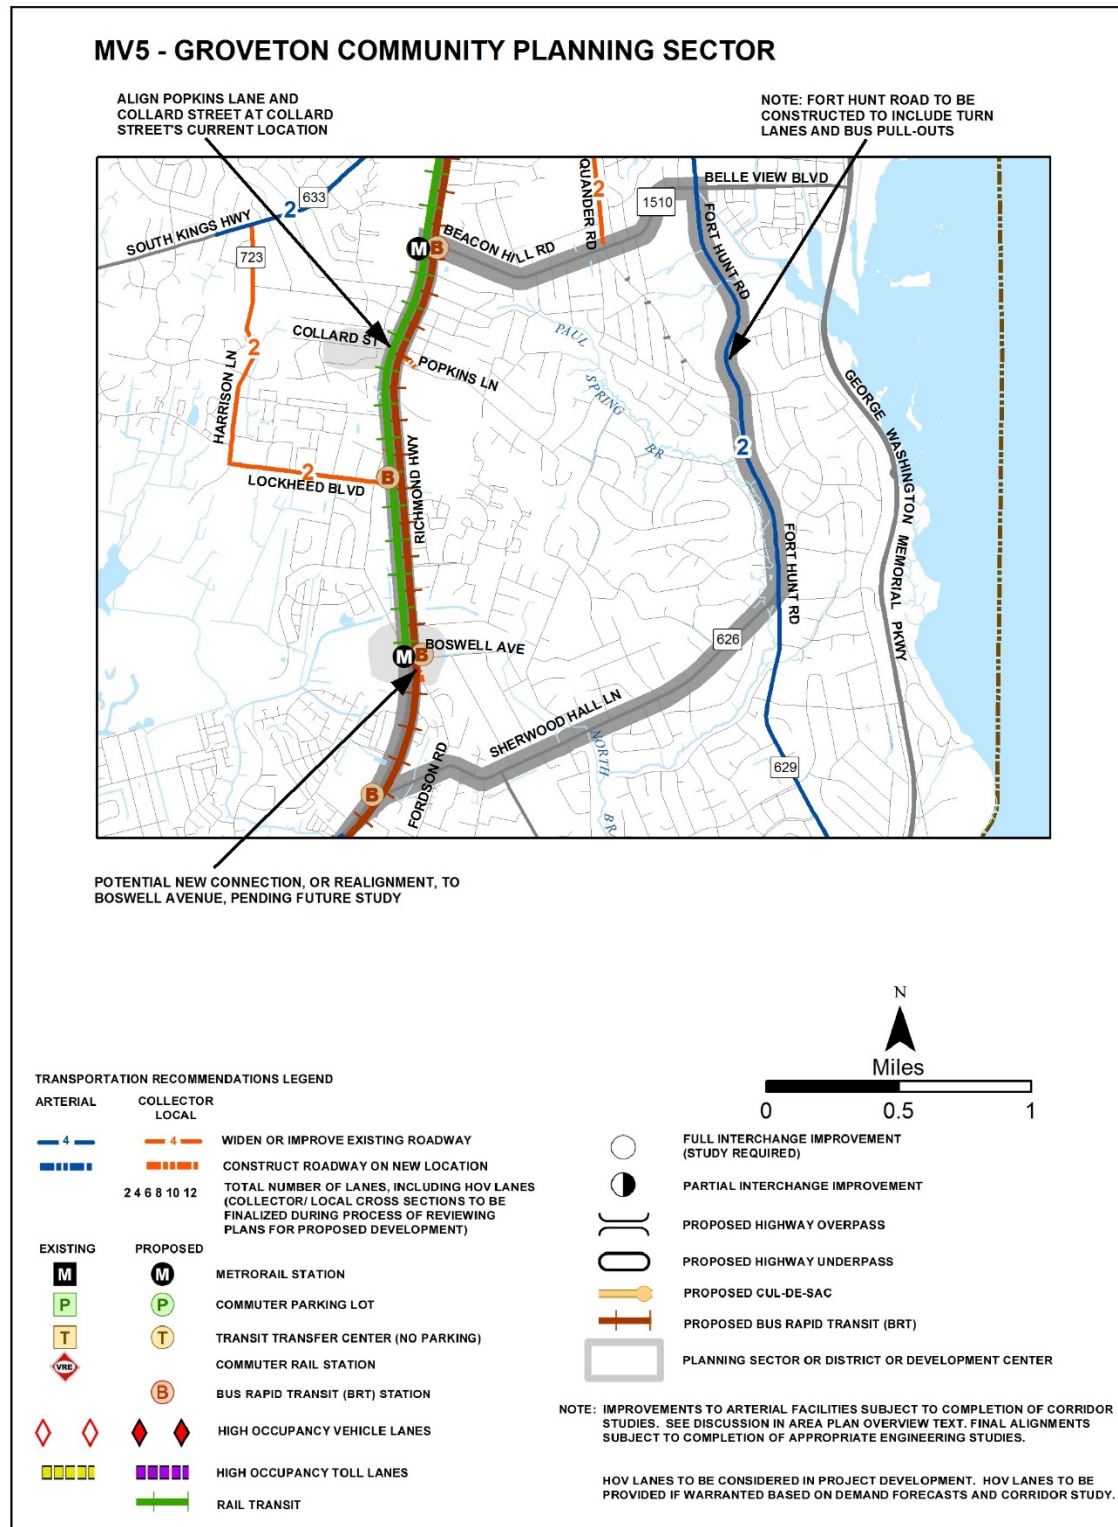 MV5 - GROVETON COMMUNITY PLANNING SECTOR
ALIGN POPKINS LANE AND
COLLARD STREET AT COLLARD
STREET'S CURRENT LOCATION
NOTE: FORT HUNT ROAD TO BE
CONSTRUCTED TO INCLUDE TURN
LANES AND BUS PULL-OUTS
633
2
SOUTH KINGS HWY
723
QUANDER RD
2
1510
BELLE VIEW BLVD
BEACON HILL RD
M
B
FORT HUNT RD
COLLARD ST
POPKINS LN
PAUL
SPRING
BR
HARRISON LN
2
2
LOCKHEED BLVD
B
RICHMOND HWY
2
GEORGE WASHINGTON MEMORIAL PKWY
FORT HUNT RD
M
B
BOSWELL AVE
626
SHERWOOD HALL LN
NORTH
BR
FORDSON RD
B
629
POTENTIAL NEW CONNECTION, OR REALIGNMENT, TO
BOSWELL AVENUE, PENDING FUTURE STUDY
N
Miles
0 0.5 1
TRANSPORTATION RECOMMENDATIONS LEGEND
ARTERIAL
COLLECTOR
LOCAL
4
4
WIDEN OR IMPROVE EXISTING ROADWAY
CONSTRUCT ROADWAY ON NEW LOCATION
2 4 6 8 10 12
TOTAL NUMBER OF LANES, INCLUDING HOV LANES
(COLLECTOR/ LOCAL CROSS SECTIONS TO BE
FINALIZED DURING PROCESS OF REVIEWING
PLANS FOR PROPOSED DEVELOPMENT)
EXISTING
PROPOSED
M
M
METRORAIL STATION
P
P
COMMUTER PARKING LOT
T
T
TRANSIT TRANSFER CENTER (NO PARKING)
VRE
COMMUTER RAIL STATION
B
BUS RAPID TRANSIT (BRT) STATION
HIGH OCCUPANCY VEHICLE LANES
HIGH OCCUPANCY TOLL LANES
RAIL TRANSIT
FULL INTERCHANGE IMPROVEMENT
(STUDY REQUIRED)
PARTIAL INTERCHANGE IMPROVEMENT
PROPOSED HIGHWAY OVERPASS
PROPOSED HIGHWAY UNDERPASS
PROPOSED CUL-DE-SAC
PROPOSED BUS RAPID TRANSIT (BRT)
PLANNING SECTOR OR DISTRICT OR DEVELOPMENT CENTER
NOTE: IMPROVEMENTS TO ARTERIAL FACILITIES SUBJECT TO COMPLETION OF CORRIDOR
STUDIES. SEE DISCUSSION IN AREA PLAN OVERVIEW TEXT. FINAL ALIGNMENTS
SUBJECT TO COMPLETION OF APPROPRIATE ENGINEERING STUDIES.
HOV LANES TO BE CONSIDERED IN PROJECT DEVELOPMENT. HOV LANES TO BE
PROVIDED IF WARRANTED BASED ON DEMAND FORECASTS AND CORRIDOR STUDY.